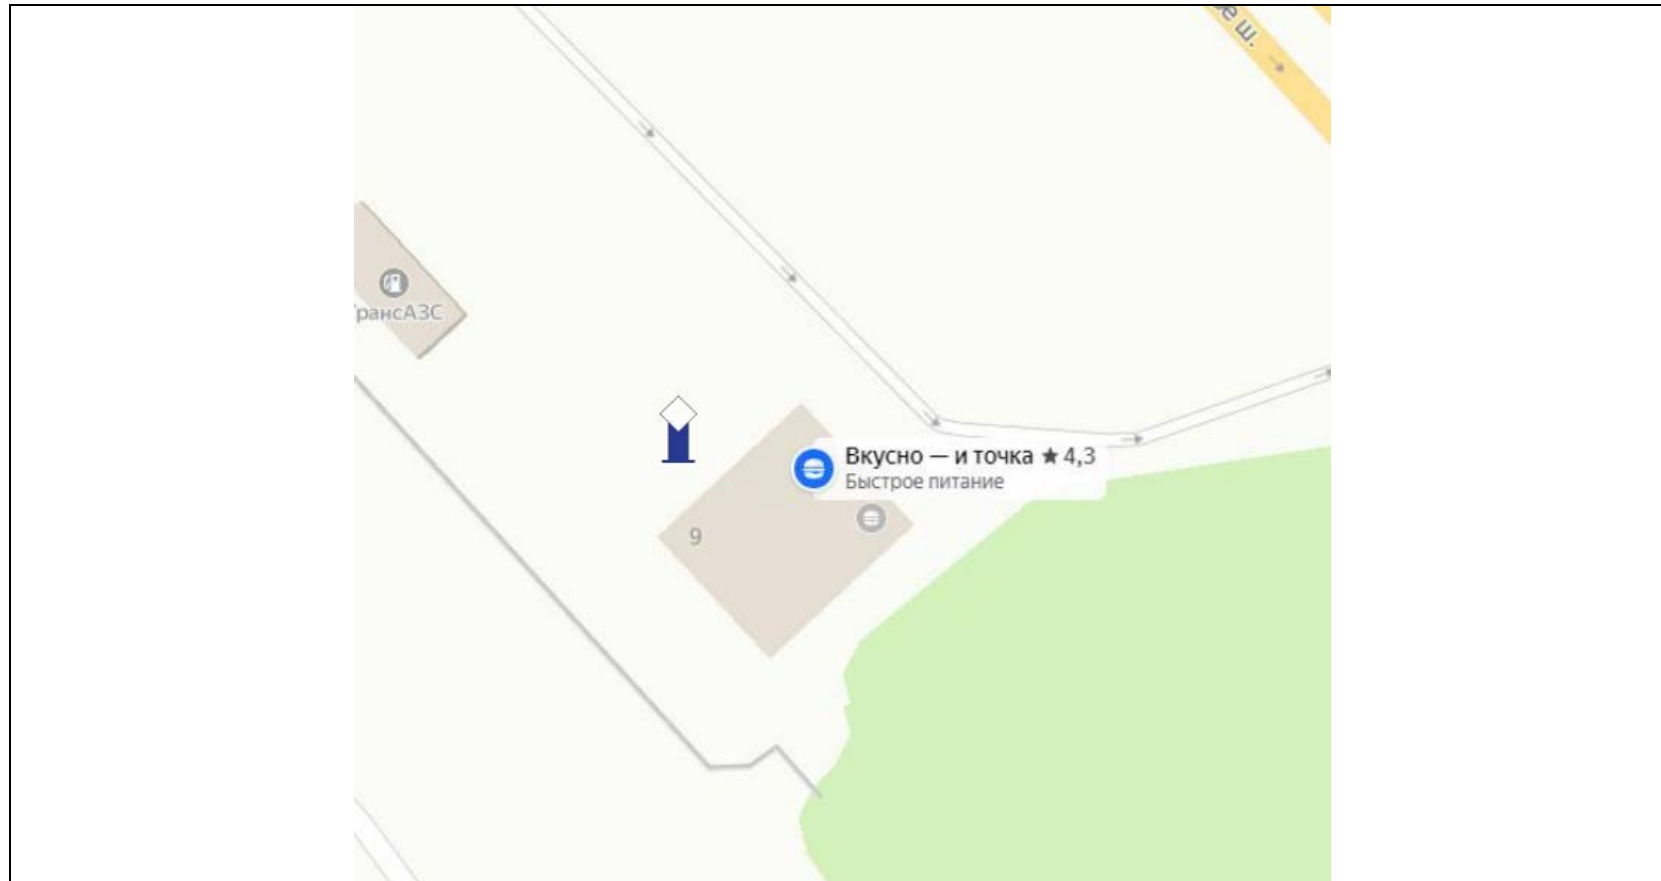 ш.
рансАЗС
Вкусно — и точка ★ 4,3
Быстрое питание
9